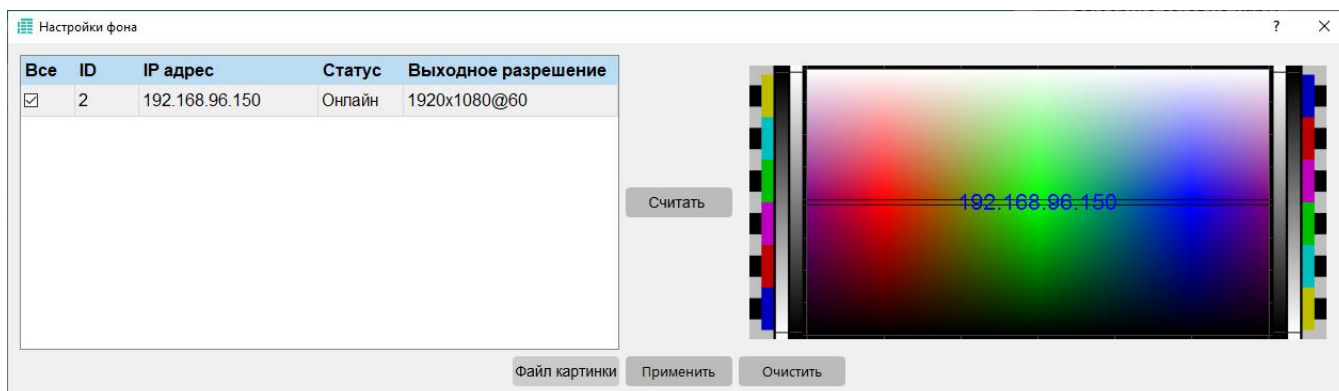 Настройки фона
?
Все ID IP адрес Статус Выходное разрешение
2 192.168.96.150 Онлайн 1920x1080@60
Считать
192.168.96.150
Файл картинки Применить Очистить